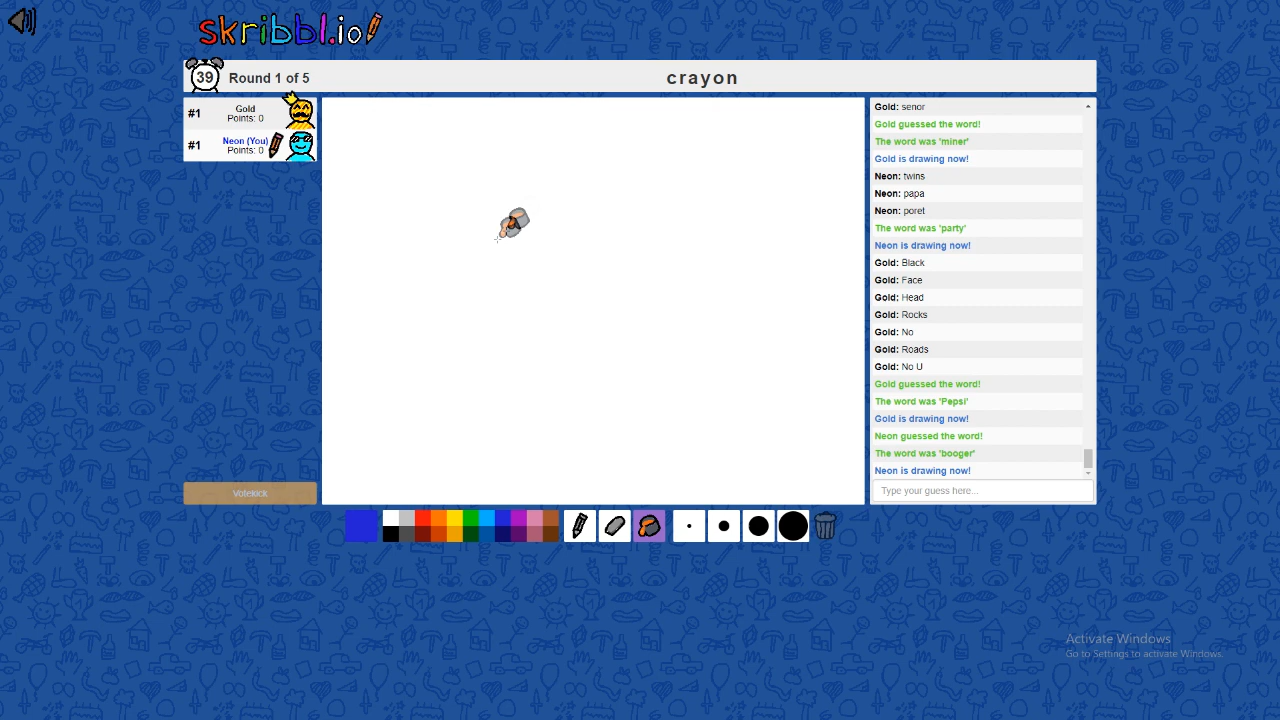 skribbl.io
39
Round 1 of 5
crayon
#1
Gold
Points: 0
#1
Neon (You)
Points: 0
Votekick
Gold: senor
Gold guessed the word!
The word was 'miner'
Gold is drawing now!
Neon: twins
Neon: papa
Neon: poret
The word was 'party'
Neon is drawing now!
Gold: Black
Gold: Face
Gold: Head
Gold: Rocks
Gold: No
Gold: Roads
Gold: No U
Gold guessed the word!
The word was 'Pepsi'
Gold is drawing now!
Neon guessed the word!
The word was 'booger'
Neon is drawing now!
Type your guess here...
Activate Windows
Go to Settings to activate Windows.